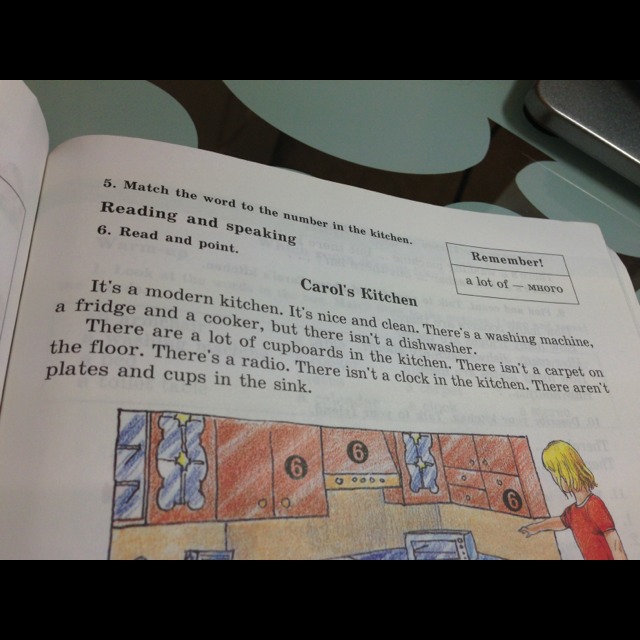 5. Match the word to the number in the kitchen.
Reading and speaking
6. Read and point.
Remember!
a lot of — много
Carol's Kitchen
It's a modern kitchen. It's nice and clean. There's a washing machine,
a fridge and a cooker, but there isn't a dishwasher.
There are a lot of cupboards in the kitchen. There isn't a carpet on
the floor. There's a radio. There isn't a clock in the kitchen. There aren't
plates and cups in the sink.
6
6
6